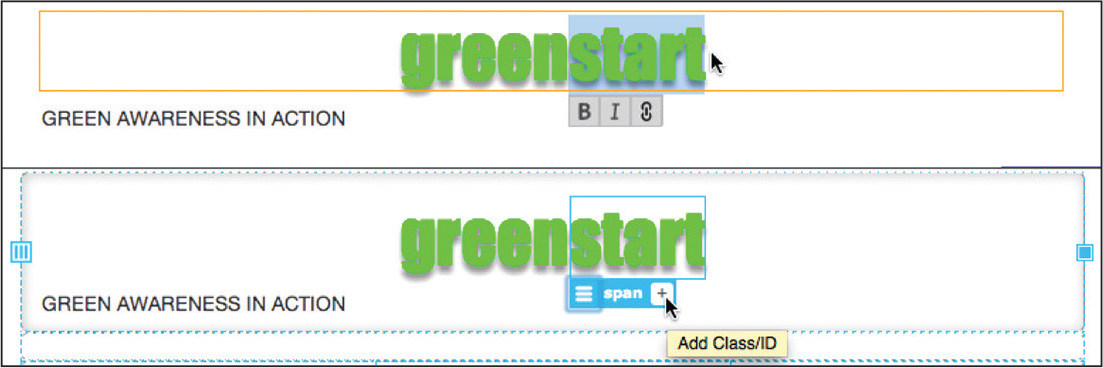 greenstart
B I
GREEN AWARENESS IN ACTION
greenstart
span +
GREEN AWARENESS IN ACTION
Add Class/ID